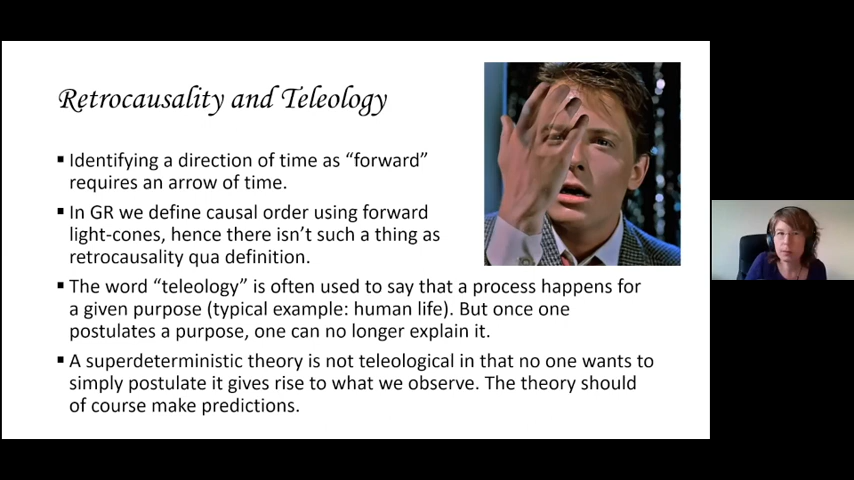 Retrocausality and Teleology
▪ Identifying a direction of time as “forward”
requires an arrow of time.
▪ In GR we define causal order using forward
light-cones, hence there isn’t such a thing as
retrocausality qua definition.
▪ The word “teleology” is often used to say that a process happens for
a given purpose (typical example: human life). But once one
postulates a purpose, one can no longer explain it.
▪ A superdeterministic theory is not teleological in that no one wants to
simply postulate it gives rise to what we observe. The theory should
of course make predictions.